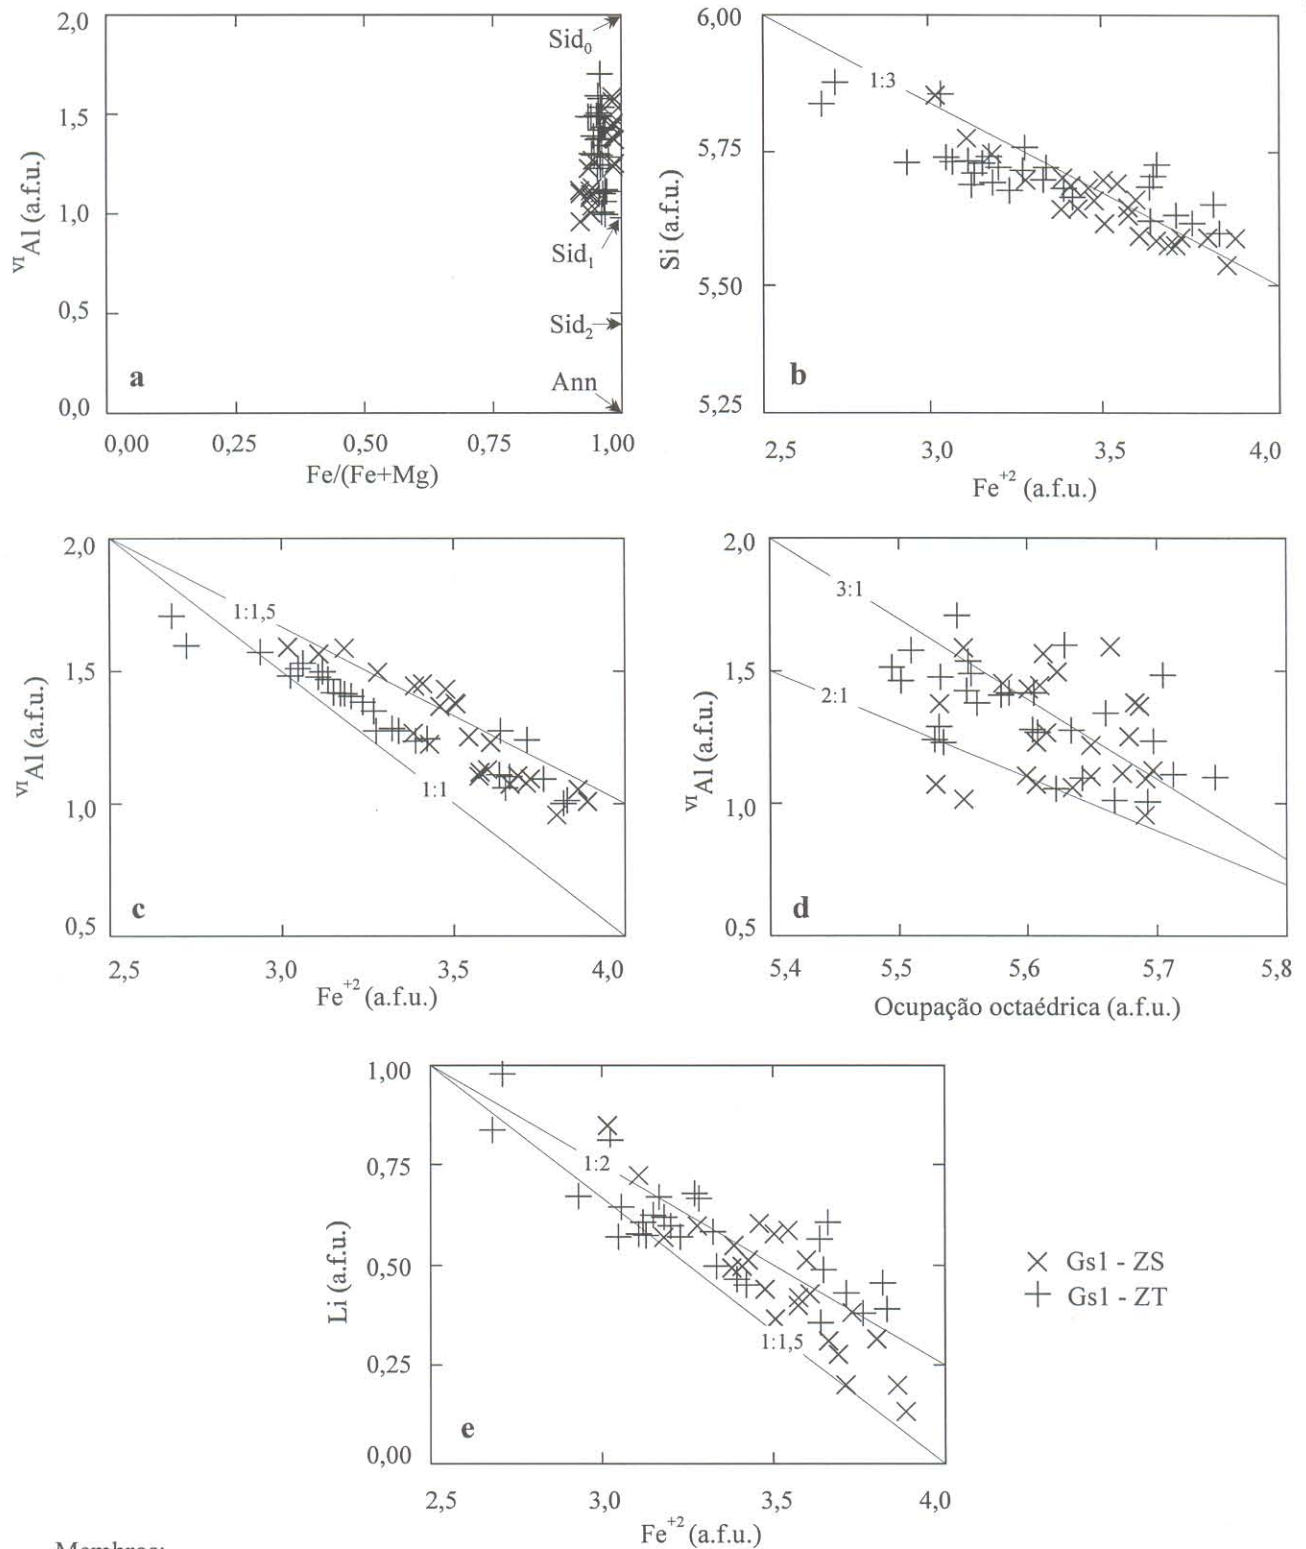 2,0
1,5
1,0
0,5
0,0
ᵛᴵAl (a.f.u.)
Sid₀
Sid₁
Sid₂
Ann
a
0,00 0,25 0,50 0,75 1,00
Fe/(Fe+Mg)
6,00
5,75
5,50
5,25
Si (a.f.u.)
1:3
b
2,5 3,0 3,5 4,0
Fe⁺² (a.f.u.)
2,0
1,5
1,0
0,5
ᵛᴵAl (a.f.u.)
1:1,5
1:1
c
2,5 3,0 3,5 4,0
Fe⁺² (a.f.u.)
2,0
1,5
1,0
0,5
ᵛᴵAl (a.f.u.)
3:1
2:1
d
5,4 5,5 5,6 5,7 5,8
Ocupação octaédrica (a.f.u.)
1,00
0,75
0,50
0,25
0,00
Li (a.f.u.)
1:2
1:1,5
e
2,5 3,0 3,5 4,0
Fe⁺² (a.f.u.)
Gs1 - ZS
Gs1 - ZT